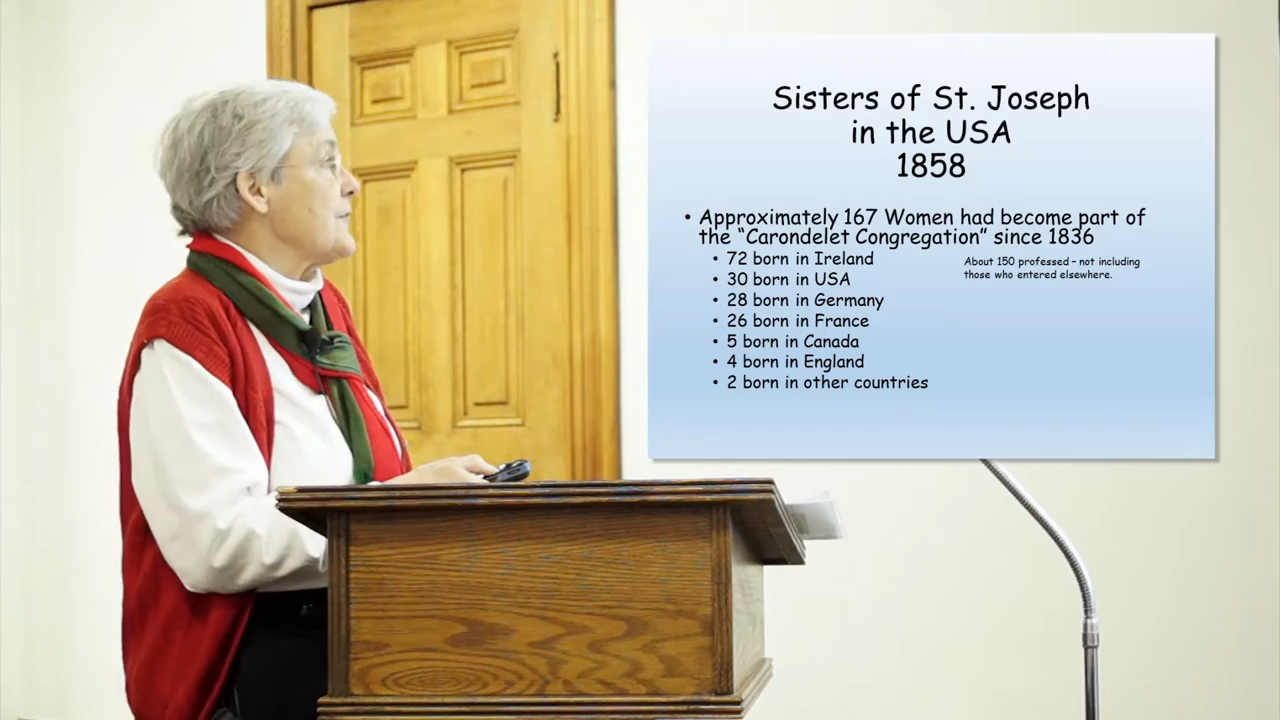 Sisters of St. Joseph
in the USA
1858
• Approximately 167 Women had become part of
the “Carondelet Congregation” since 1836
• 72 born in Ireland
• 30 born in USA
• 28 born in Germany
• 26 born in France
• 5 born in Canada
• 4 born in England
• 2 born in other countries
About 150 professed – not including
those who entered elsewhere.